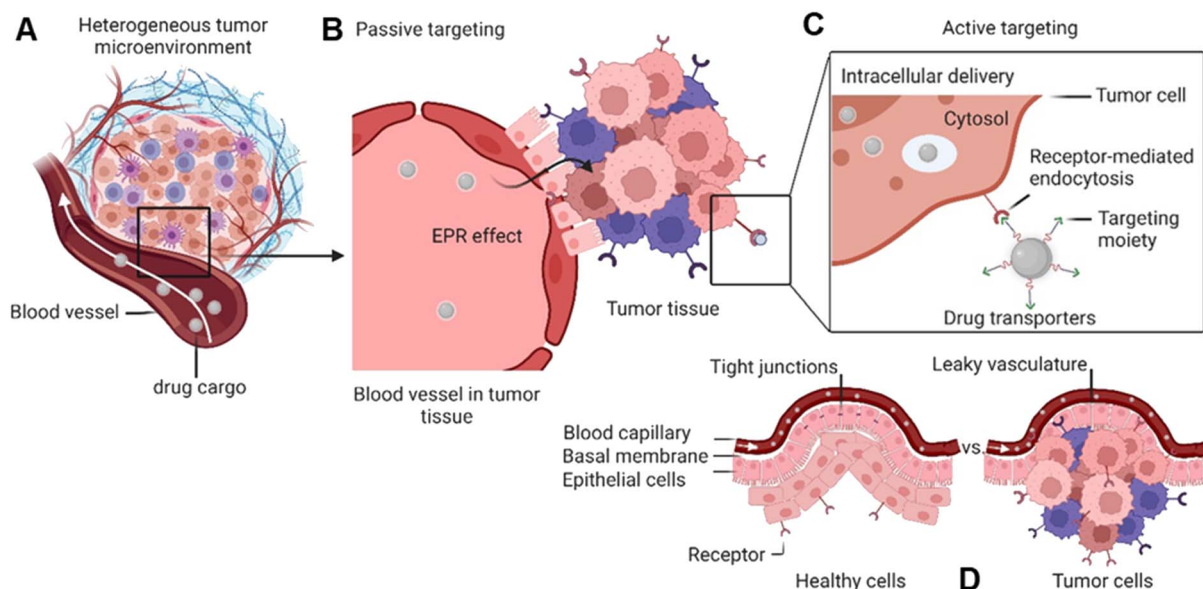 A
Heterogeneous tumor
microenvironment
Blood vessel
drug cargo
B
Passive targeting
EPR effect
Tumor tissue
Blood vessel in tumor
tissue
C
Active targeting
Intracellular delivery
Cytosol
Tumor cell
Receptor-mediated
endocytosis
Targeting
moiety
Drug transporters
Tight junctions
Leaky vasculature
Blood capillary
Basal membrane
Epithelial cells
vs.
Receptor
Healthy cells
D
Tumor cells